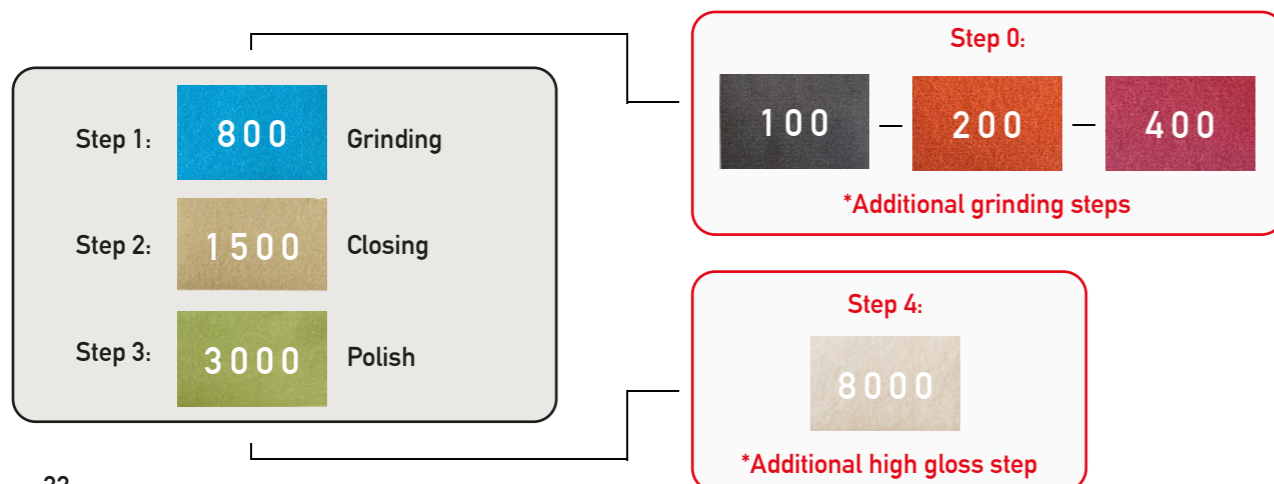 Step 1: 800 Grinding
Step 2: 1500 Closing
Step 3: 3000 Polish
Step 0:
100 – 200 – 400
*Additional grinding steps
Step 4:
8000
*Additional high gloss step